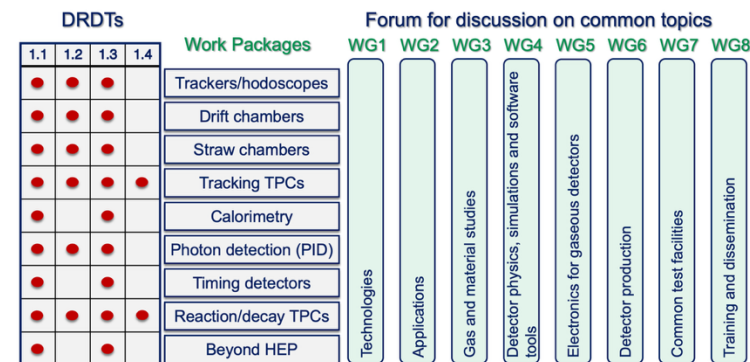 DRDTs
Forum for discussion on common topics
Work Packages
WG1 WG2 WG3 WG4 WG5 WG6 WG7 WG8
1.1 1.2 1.3 1.4
Trackers/hodoscopes
Drift chambers
Straw chambers
Tracking TPCs
Calorimetry
Photon detection (PID)
Timing detectors
Reaction/decay TPCs
Beyond HEP
Technologies
Applications
Gas and material studies
Detector physics, simulations and software
tools
Electronics for gaseous detectors
Detector production
Common test facilities
Training and dissemination